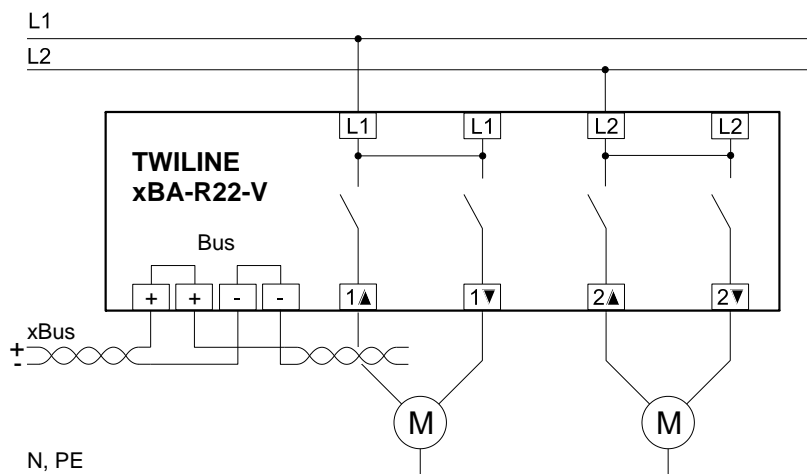 L1
L2
L1 L1 L2 L2
TWILINE
xBA-R22-V
Bus
+ + - - 1▲ 1▼ 2▲ 2▼
xBus
+
-
M M
N, PE